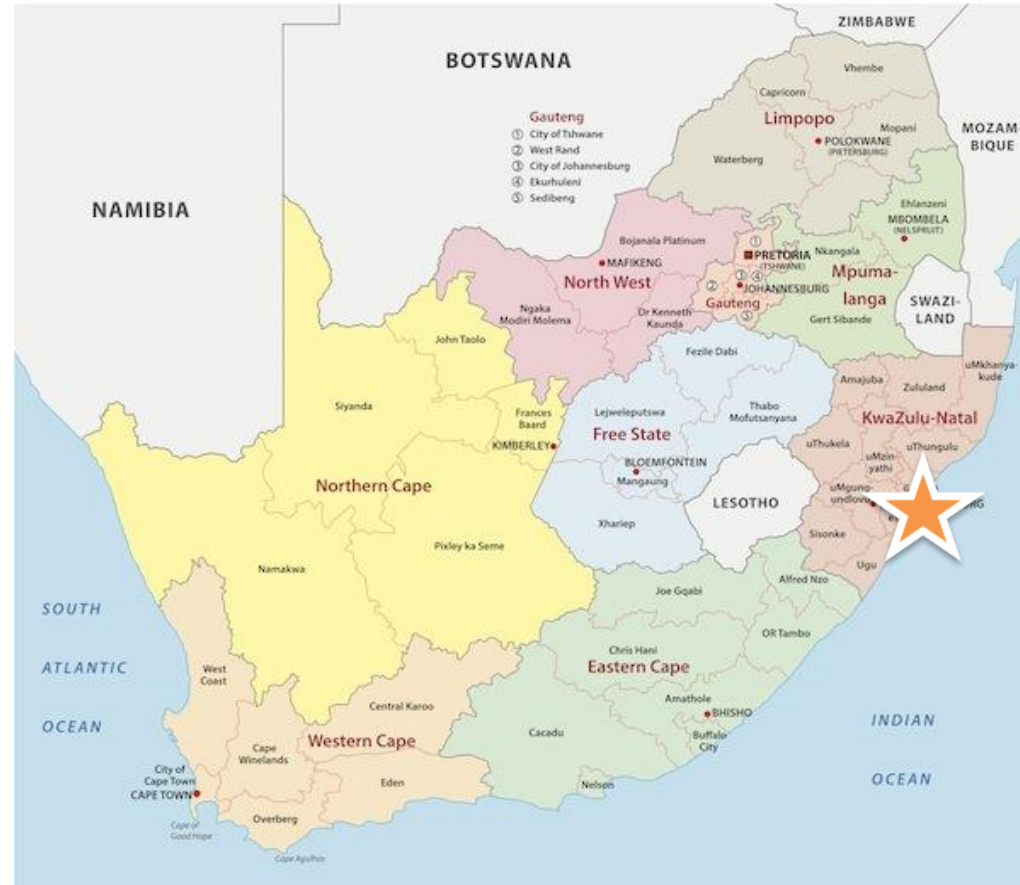 ZIMBABWE
BOTSWANA
Vhembe
Capricorn
Limpopo
Mopani
POLOKWANE
(PIETERSBURG)
Waterberg
MOZAM-
BIQUE
Gauteng
① City of Tshwane
② West Rand
③ City of Johannesburg
④ Ekurhuleni
⑤ Sedibeng
NAMIBIA
Ehlanzeni
MBOMBELA
(NELSPRUIT)
Bojanala Platinum
MAFIKENG
North West
①
PRETORIA
(TSHWANE)
Nkangala
Mpuma-
langa
② ③ ④
JOHANNESBURG
Gauteng
⑤
Gert Sibande
SWAZI-
LAND
Ngaka
Modiri Molema
Dr Kenneth
Kaunda
John Taolo
Fezile Dabi
uMkhanya-
kude
Amajuba
Zululand
Siyanda
Frances
Baard
KIMBERLEY
Lejweleputswa
Thabo
Mofutsanyana
Free State
KwaZulu-Natal
uThukela
uThungulu
uMzin-
yathi
BLOEMFONTEIN
Mangaung
Northern Cape
LESOTHO
uMgung-
undlovu
Xhariep
Sisonke
Pixley ka Seme
Namakwa
Ugu
Alfred Nzo
Joe Gqabi
SOUTH
ATLANTIC
OCEAN
OR Tambo
Chris Hani
Eastern Cape
West
Coast
Amathole
BHISHO
Central Karoo
Western Cape
Cacadu
Buffalo
City
INDIAN
OCEAN
Cape
Winelands
City of
Cape Town
CAPE TOWN
Eden
Nelson
Overberg
Cape of
Good Hope
Cape Agulhas